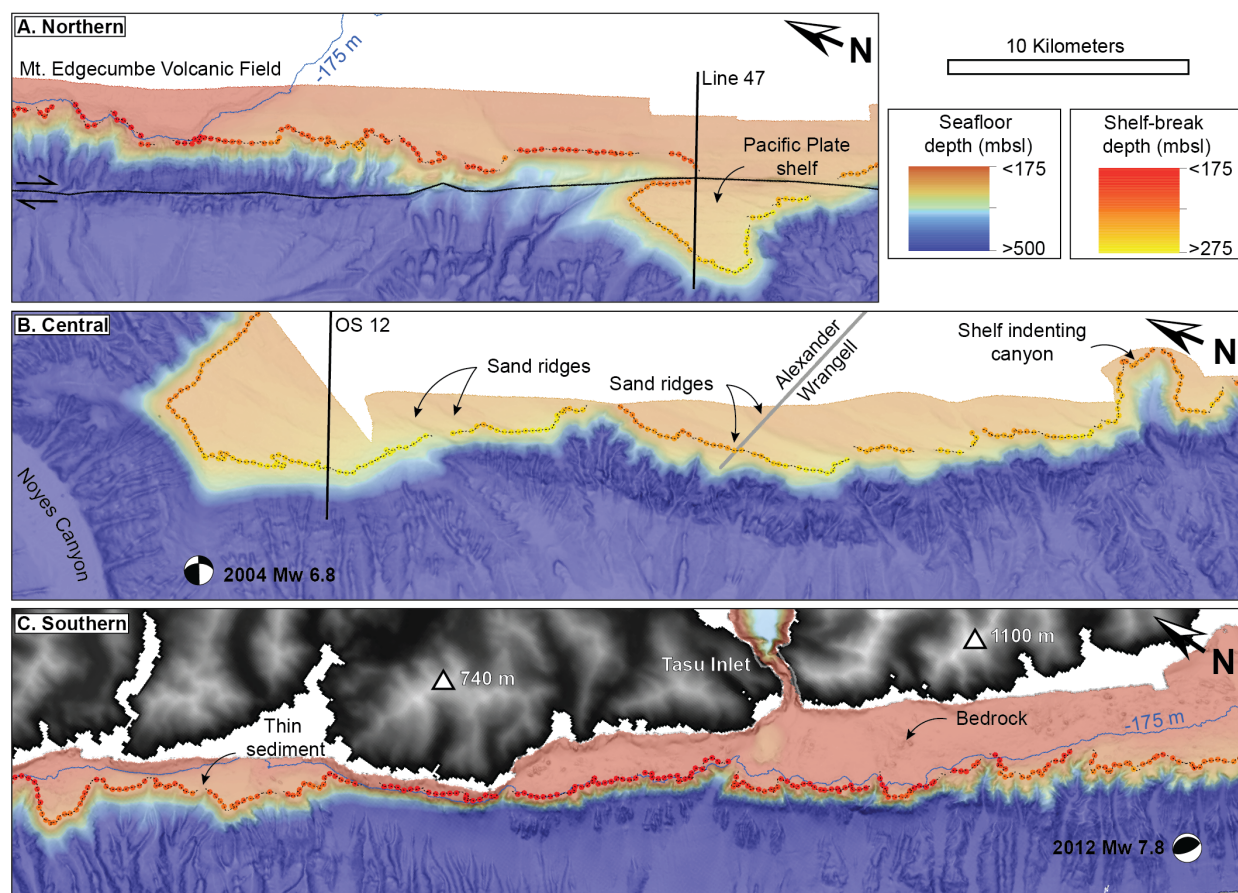 A. Northern
-175 m
N
Mt. Edgecumbe Volcanic Field
Line 47
Pacific Plate
shelf
10 Kilometers
Seafloor
depth (mbsl)
<175
>500
Shelf-break
depth (mbsl)
<175
>275
B. Central
OS 12
Sand ridges
Sand ridges
Alexander
Wrangell
Shelf indenting
canyon
N
Noyes Canyon
2004 Mw 6.8
C. Southern
740 m
Tasu Inlet
1100 m
N
Thin
sediment
Bedrock
-175 m
2012 Mw 7.8